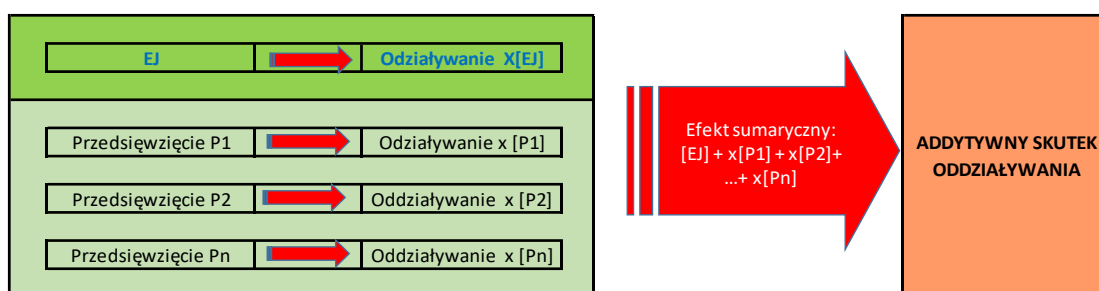 EJ Odziaływanie X[EJ]
Przedsięwzięcie P1 Odziaływanie x [P1]
Przedsięwzięcie P2 Oddziaływanie x [P2]
Przedsięwzięcie Pn Oddziaływanie x [Pn]
Efekt sumaryczny:
[EJ] + x[P1] + x[P2]+
...+ x[Pn]
ADDYTYWNY SKUTEK
ODDZIAŁYWANIA